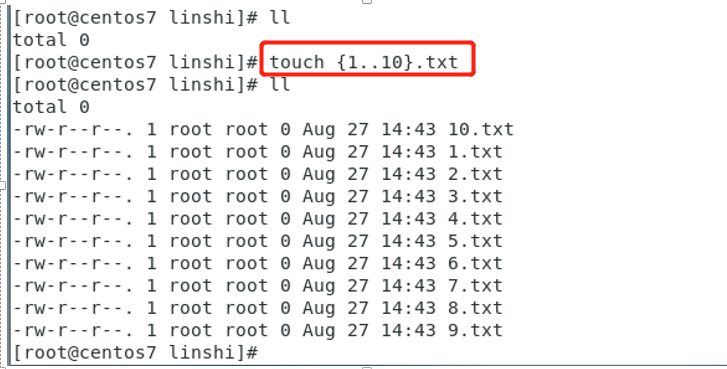 [root@centos7 linshi]# ll
total 0
[root@centos7 linshi]# touch {1..10}.txt
[root@centos7 linshi]# ll
total 0
-rw-r--r--. 1 root root 0 Aug 27 14:43 10.txt
-rw-r--r--. 1 root root 0 Aug 27 14:43 1.txt
-rw-r--r--. 1 root root 0 Aug 27 14:43 2.txt
-rw-r--r--. 1 root root 0 Aug 27 14:43 3.txt
-rw-r--r--. 1 root root 0 Aug 27 14:43 4.txt
-rw-r--r--. 1 root root 0 Aug 27 14:43 5.txt
-rw-r--r--. 1 root root 0 Aug 27 14:43 6.txt
-rw-r--r--. 1 root root 0 Aug 27 14:43 7.txt
-rw-r--r--. 1 root root 0 Aug 27 14:43 8.txt
-rw-r--r--. 1 root root 0 Aug 27 14:43 9.txt
[root@centos7 linshi]#